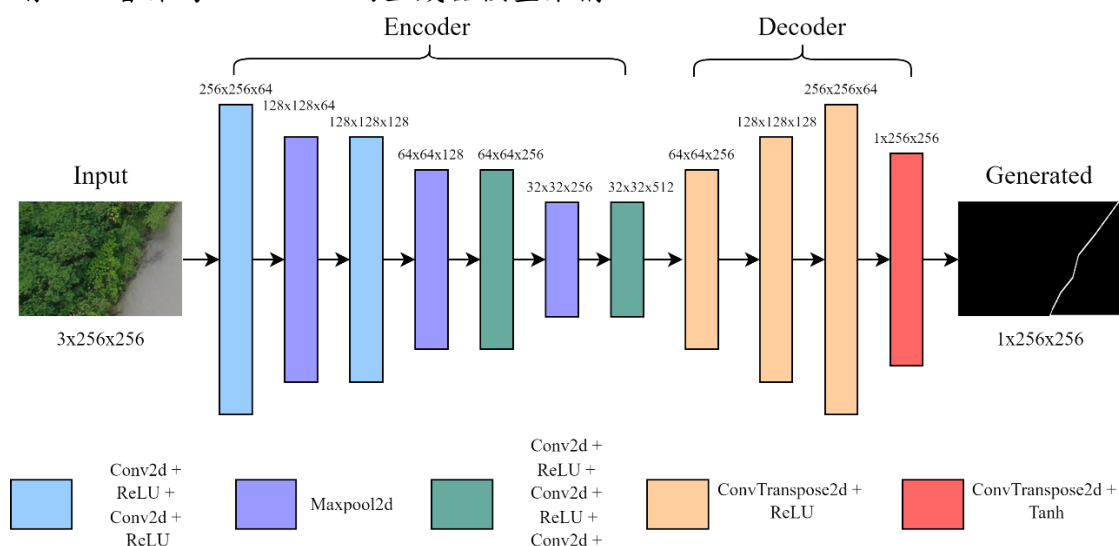 Encoder
Decoder
256x256x64
128x128x64
128x128x128
64x64x128
64x64x256
32x32x256
32x32x512
64x64x256
128x128x128
256x256x64
1x256x256
Input
Generated
3x256x256
1x256x256
Conv2d +
ReLU +
Conv2d +
ReLU
Maxpool2d
Conv2d +
ReLU +
Conv2d +
ReLU +
Conv2d +
ConvTranspose2d +
ReLU
ConvTranspose2d +
Tanh